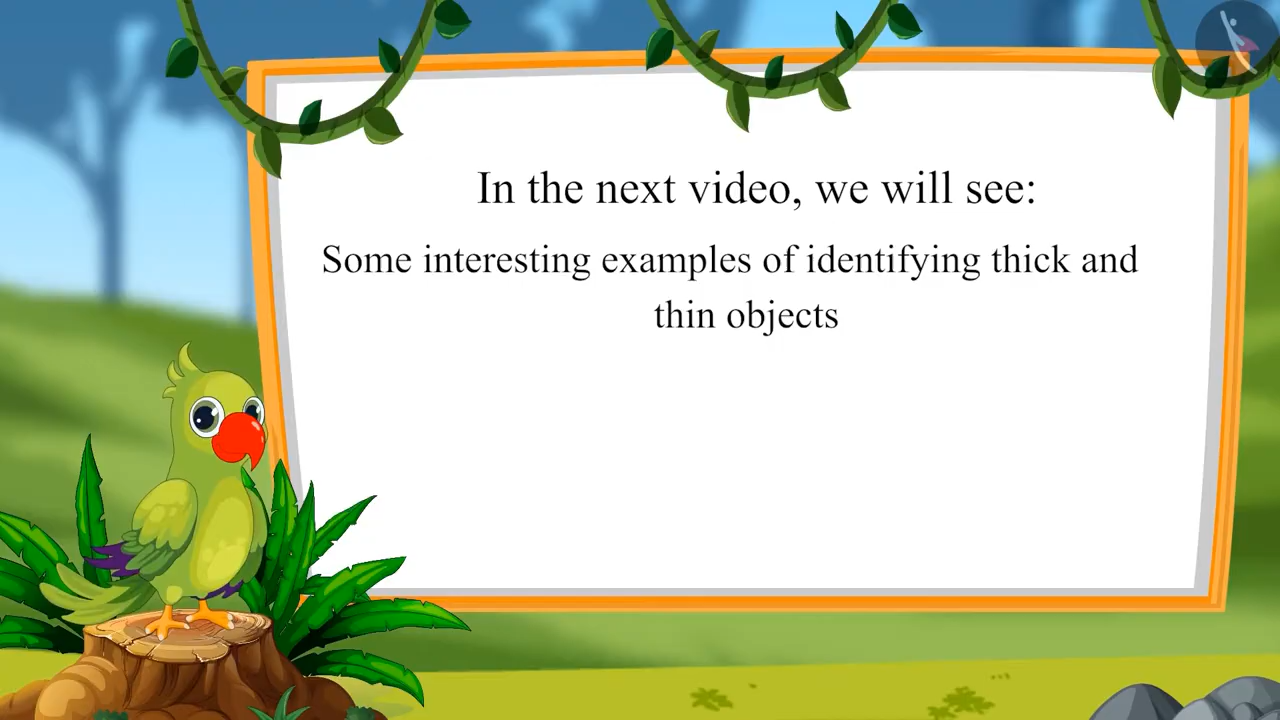 In the next video, we will see:
Some interesting examples of identifying thick and
thin objects